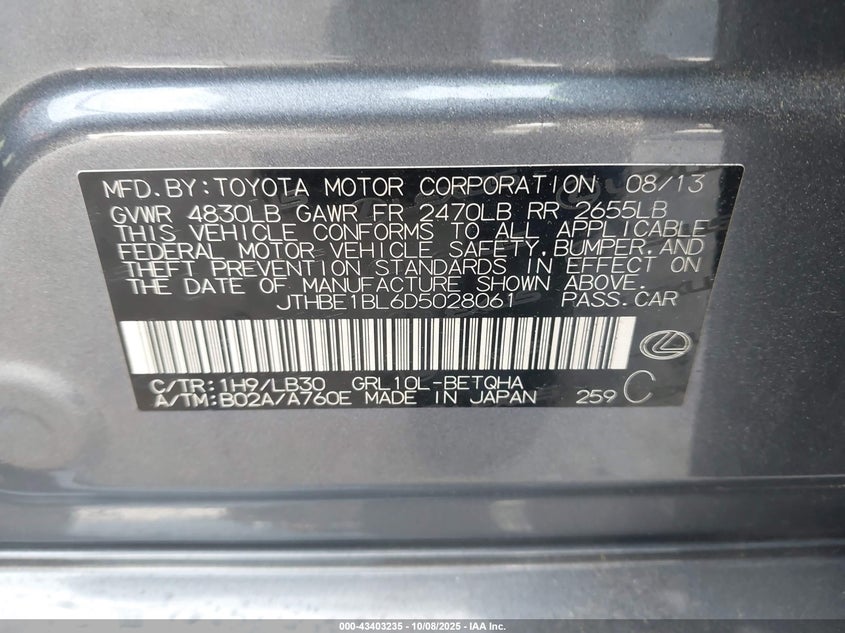 MFD.BY:TOYOTA MOTOR CORPORATION 08/13
GVWR 4830LB GAWR FR 2470LB RR 2655LB
THIS VEHICLE CONFORMS TO ALL APPLICABLE
FEDERAL MOTOR VEHICLE SAFETY,BUMPER,AND
THEFT PREVENTION STANDARDS IN EFFECT ON
THE DATE OF MANUFACTURE SHOWN ABOVE.
JTHBE1BL6D5028061 PASS.CAR
C/TR:1H9/LB30 GRL10L-BETQHA
A/TM:B02A/A760E MADE IN JAPAN 259 C
000-43403235 - 10/08/2025 - IAA Inc.